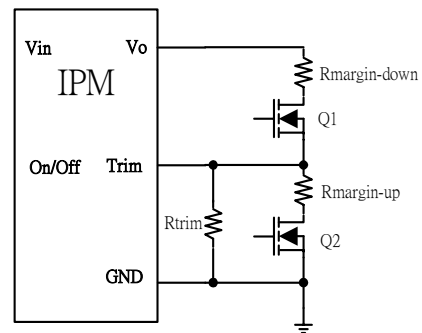 Vin
Vo
Rmargin-down
IPM
Q1
On/Off
Trim
Rmargin-up
Rtrim
Q2
GND